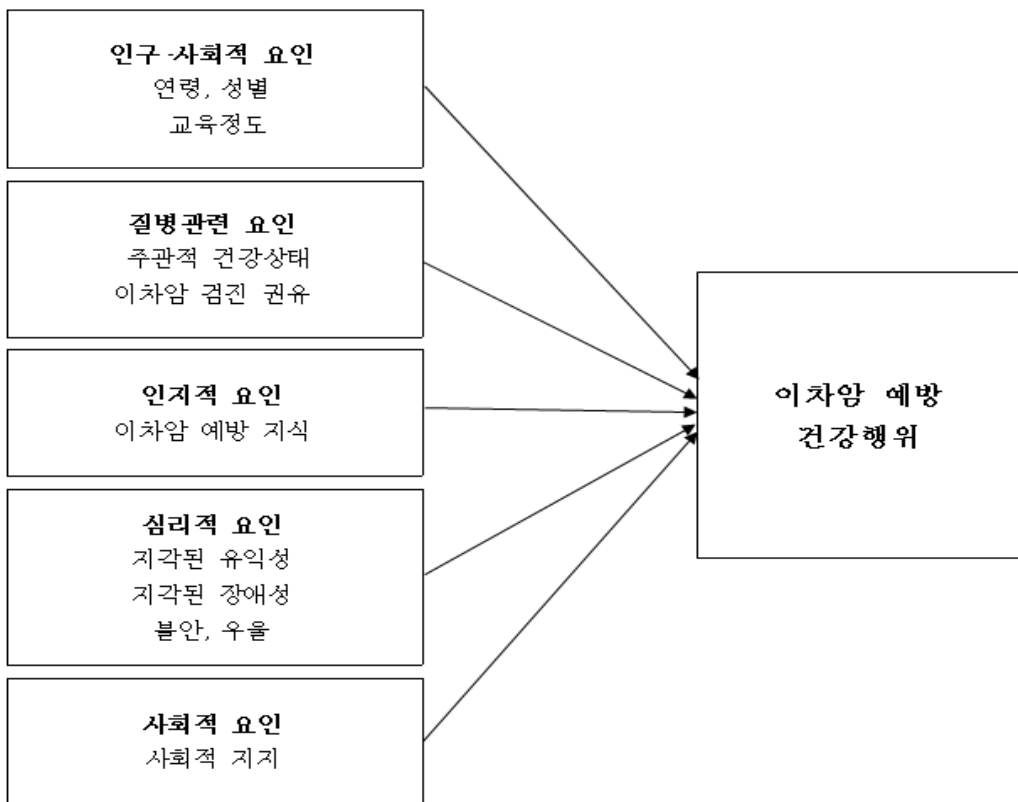 인구-사회적 요인
연령, 성별
교육정도
질병관련 요인
주관적 건강상태
이차암 검진 권유
인지적 요인
이차암 예방 지식
심리적 요인
지각된 유익성
지각된 장애성
불안, 우울
사회적 요인
사회적 지지
이차암 예방
건강행위